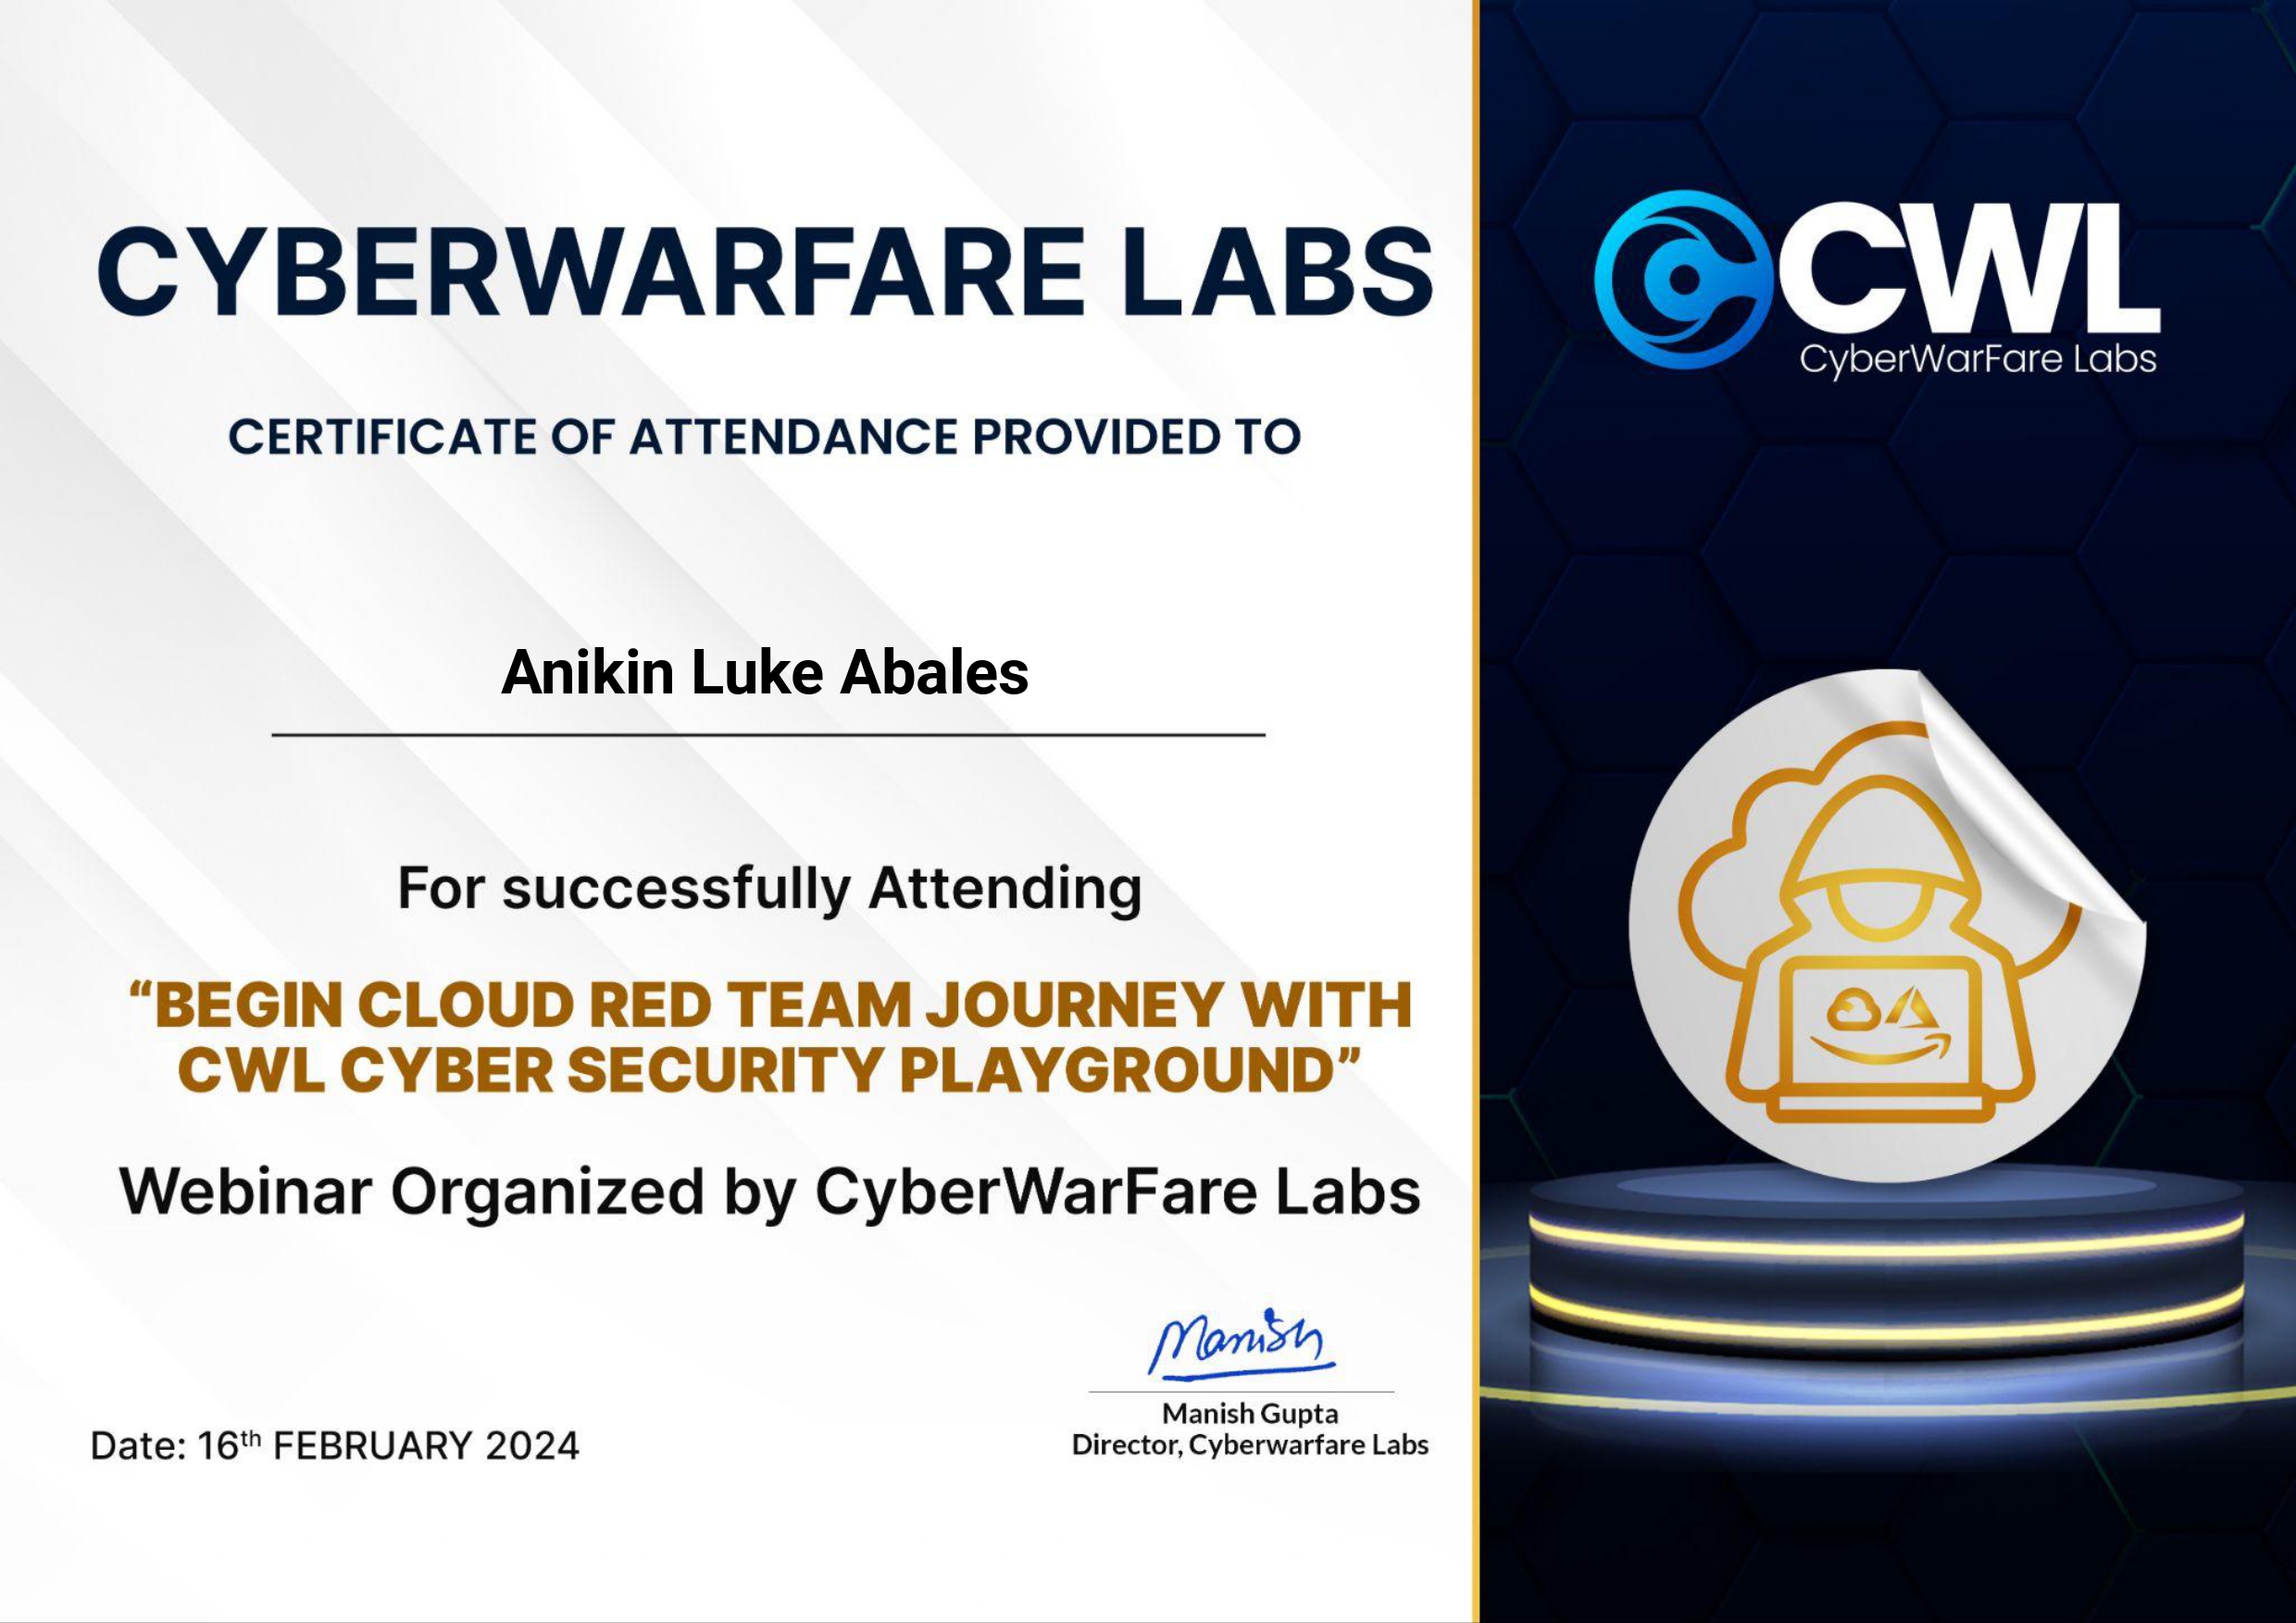 CYBERWARFARE LABS
CERTIFICATE OF ATTENDANCE PROVIDED TO
Anikin Luke Abales
For successfully Attending
“BEGIN CLOUD RED TEAM JOURNEY WITH
CWL CYBER SECURITY PLAYGROUND”
Webinar Organized by CyberWarFare Labs
Manish
Manish Gupta
Director, Cyberwarfare Labs
Date: 16th FEBRUARY 2024
CWL
CyberWarFare Labs